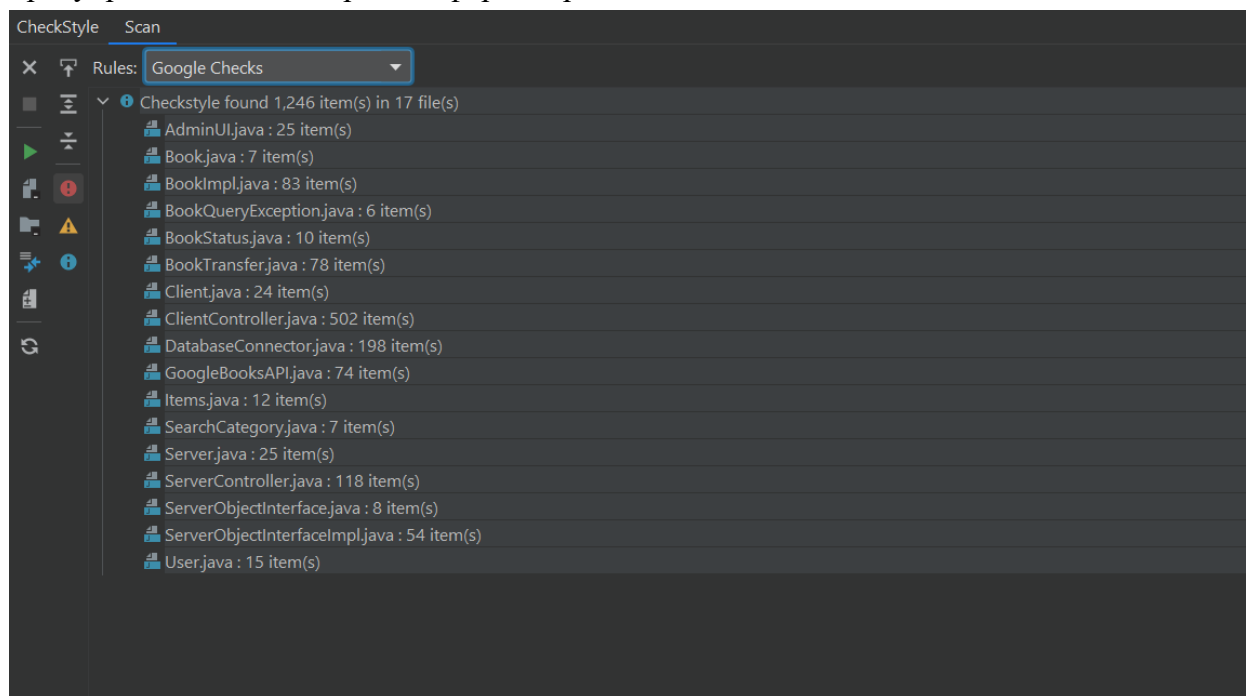 CheckStyle Scan
Rules: Google Checks
Checkstyle found 1,246 item(s) in 17 file(s)
AdminUI.java : 25 item(s)
Book.java : 7 item(s)
BookImpl.java : 83 item(s)
BookQueryException.java : 6 item(s)
BookStatus.java : 10 item(s)
BookTransfer.java : 78 item(s)
Client.java : 24 item(s)
ClientController.java : 502 item(s)
DatabaseConnector.java : 198 item(s)
GoogleBooksAPI.java : 74 item(s)
Items.java : 12 item(s)
SearchCategory.java : 7 item(s)
Server.java : 25 item(s)
ServerController.java : 118 item(s)
ServerObjectInterface.java : 8 item(s)
ServerObjectInterfaceImpl.java : 54 item(s)
User.java : 15 item(s)